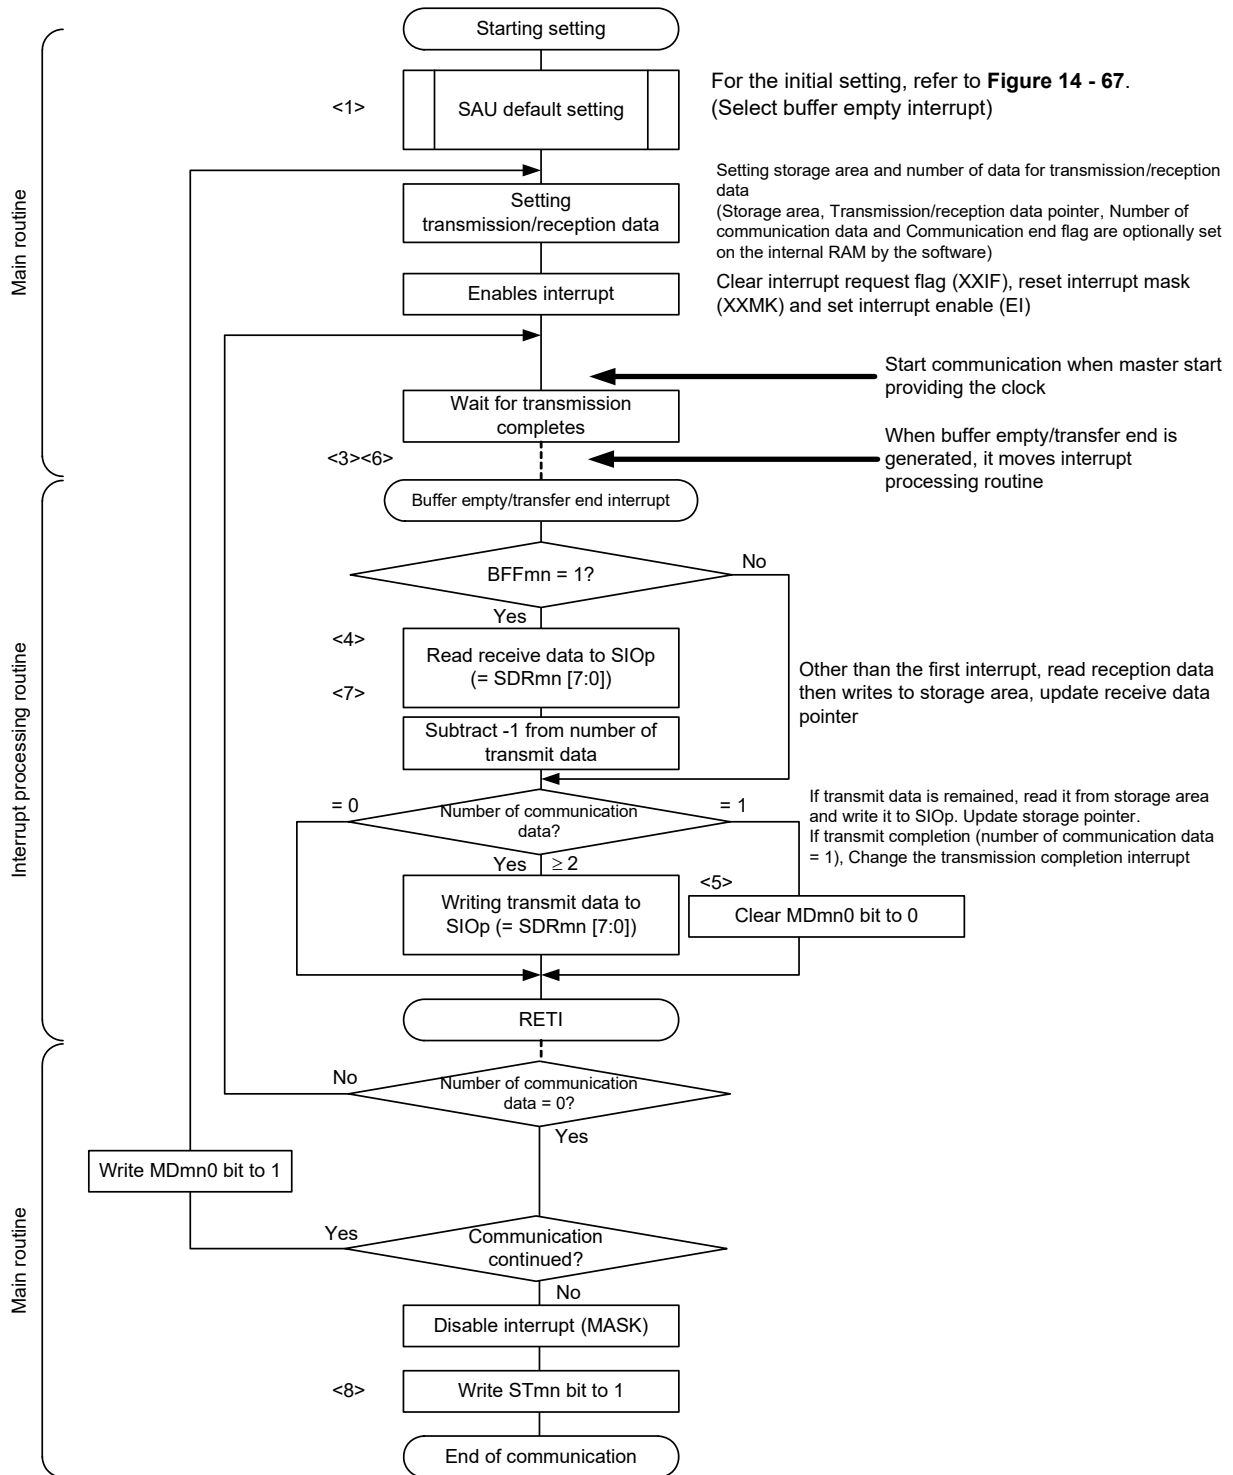 Starting setting
<1>
SAU default setting
For the initial setting, refer to Figure 14 - 67.
(Select buffer empty interrupt)
Main routine
Setting
transmission/reception data
Setting storage area and number of data for transmission/reception
data
(Storage area, Transmission/reception data pointer, Number of
communication data and Communication end flag are optionally set
on the internal RAM by the software)
Enables interrupt
Clear interrupt request flag (XXIF), reset interrupt mask
(XXMK) and set interrupt enable (EI)
Start communication when master start
providing the clock
Wait for transmission
completes
<3><6>
When buffer empty/transfer end is
generated, it moves interrupt
processing routine
Buffer empty/transfer end interrupt
Interrupt processing routine
BFFmn = 1?
No
Yes
<4>
Read receive data to SIOp
(= SDRmn [7:0])
<7>
Other than the first interrupt, read reception data
then writes to storage area, update receive data
pointer
Subtract -1 from number of
transmit data
= 0
Number of communication
data?
= 1
If transmit data is remained, read it from storage area
and write it to SIOp. Update storage pointer.
If transmit completion (number of communication data
= 1), Change the transmission completion interrupt
Yes ≥ 2
<5>
Writing transmit data to
SIOp (= SDRmn [7:0])
Clear MDmn0 bit to 0
RETI
No
Number of communication
data = 0?
Yes
Write MDmn0 bit to 1
Main routine
Yes
Communication
continued?
No
Disable interrupt (MASK)
<8>
Write STmn bit to 1
End of communication